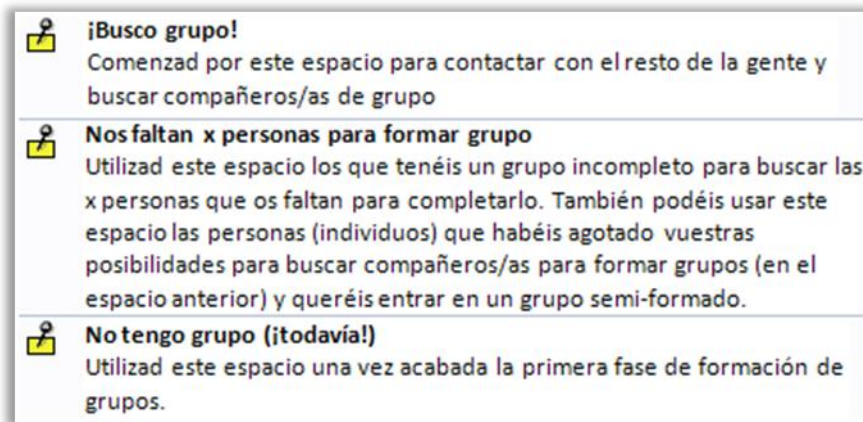 ¡Busco grupo!
Comenzad por este espacio para contactar con el resto de la gente y
buscar compañeros/as de grupo
Nos faltan x personas para formar grupo
Utilizad este espacio los que tenéis un grupo incompleto para buscar las
x personas que os faltan para completarlo. También podéis usar este
espacio las personas (individuos) que habéis agotado vuestras
posibilidades para buscar compañeros/as para formar grupos (en el
espacio anterior) y queréis entrar en un grupo semi-formado.
No tengo grupo (¡todavía!)
Utilizad este espacio una vez acabada la primera fase de formación de
grupos.